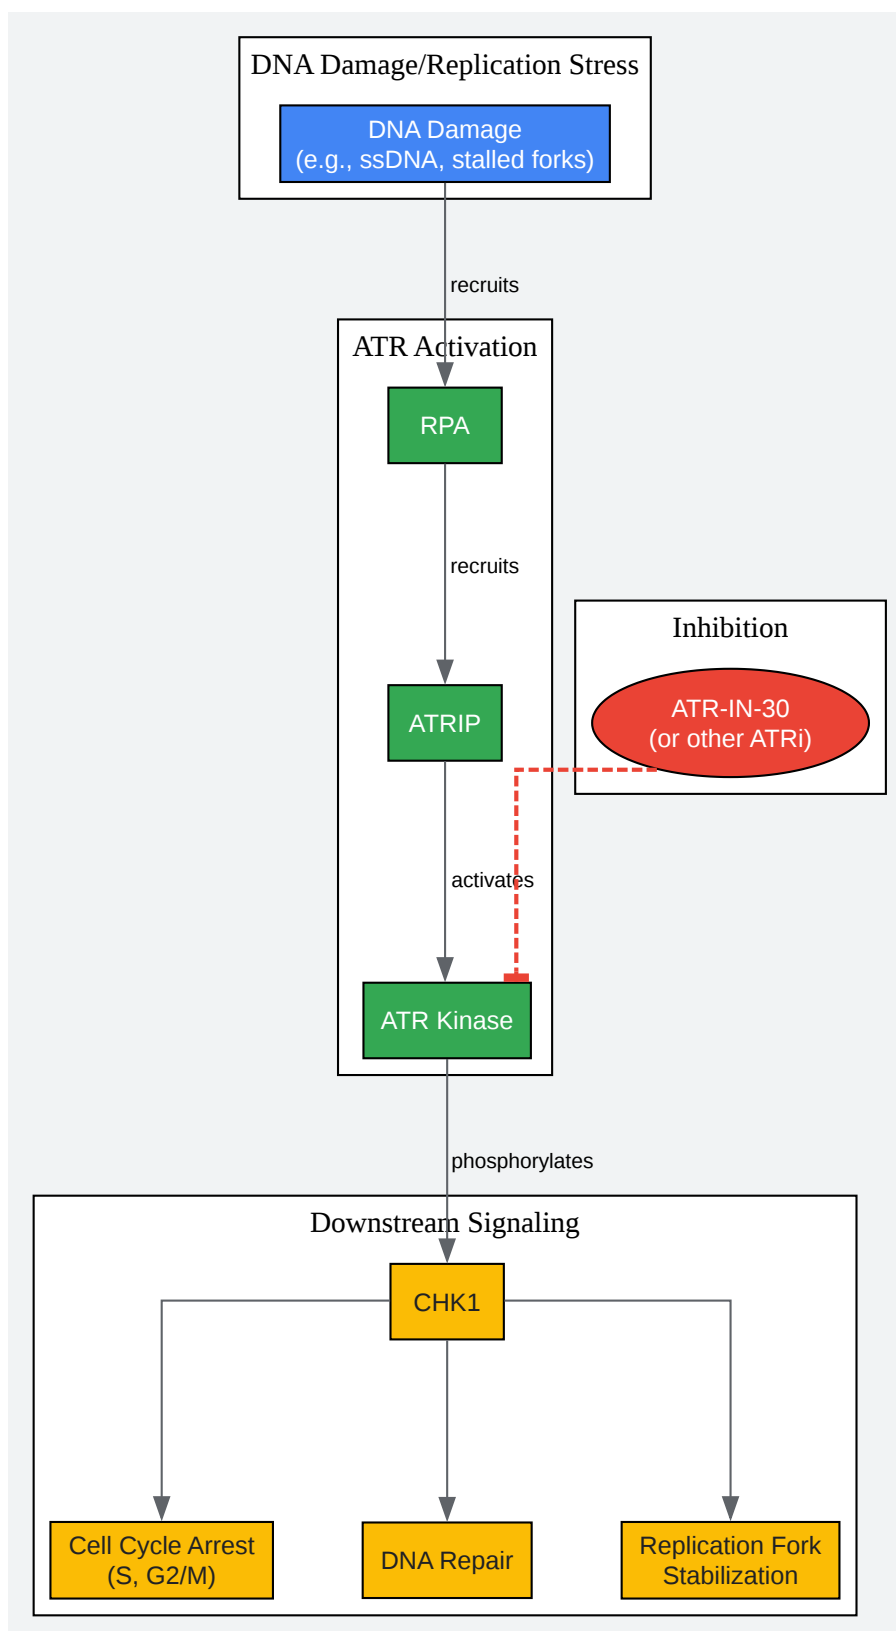 DNA Damage/Replication Stress
DNA Damage
(e.g., ssDNA, stalled forks)
recruits
ATR Activation
RPA
recruits
Inhibition
ATRIP
ATR-IN-30
(or other ATRi)
activates
ATR Kinase
phosphorylates
Downstream Signaling
CHK1
Cell Cycle Arrest
(S, G2/M)
DNA Repair
Replication Fork
Stabilization